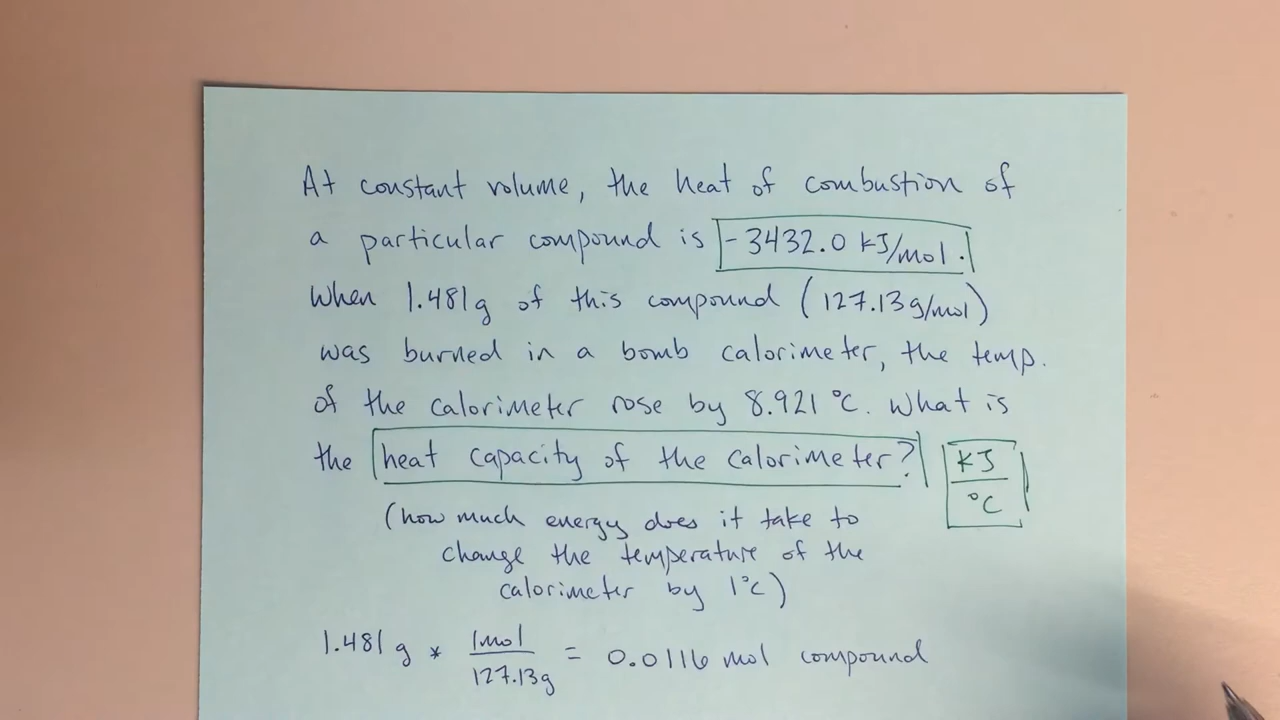 At constant volume, the heat of combustion of
a particular compound is -3432.0 kJ/mol.
When 1.481g of this compound (127.13g/mol)
was burned in a bomb calorimeter, the temp.
of the calorimeter rose by 8.921 °C. What is
the heat capacity of the calorimeter? kJ/°C
(how much energy does it take to
change the temperature of the
calorimeter by 1°C)
1.481g * 1mol/127.13g = 0.0116 mol compound